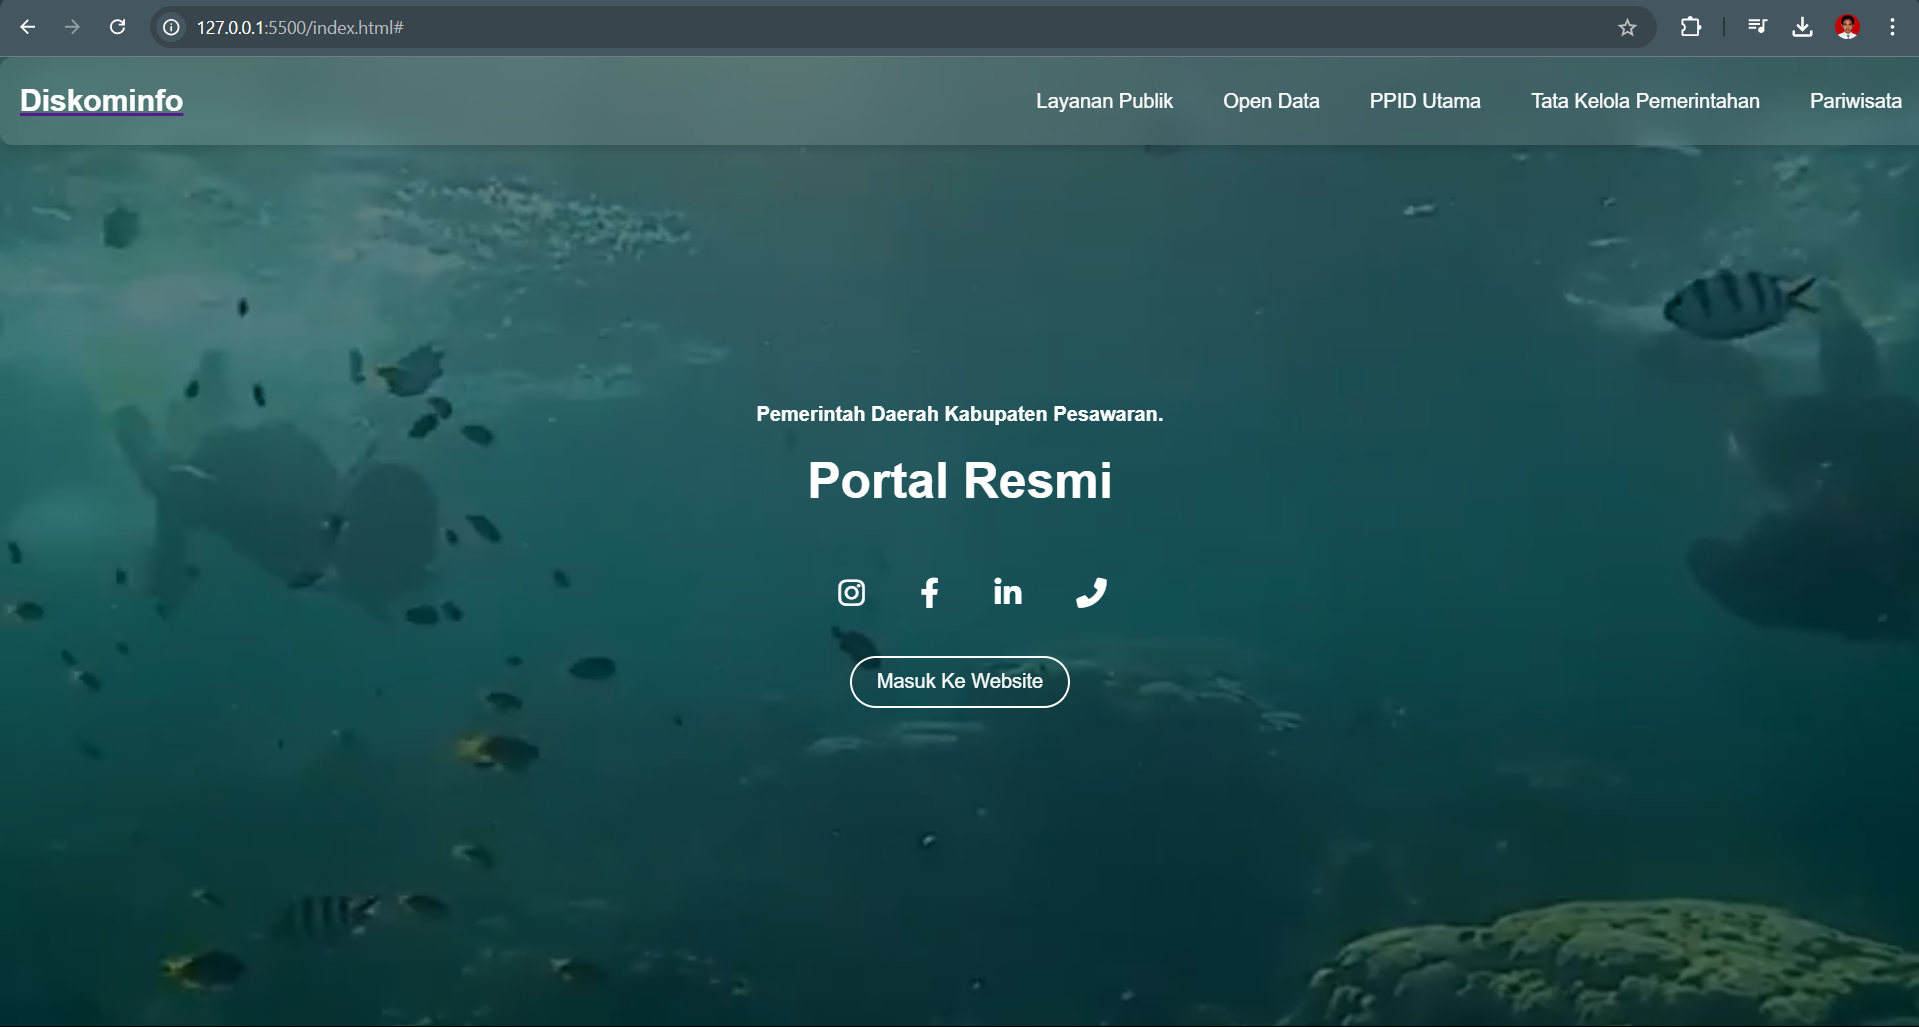 127.0.0.1:5500/index.html#
Diskominfo
Layanan Publik Open Data PPID Utama Tata Kelola Pemerintahan Pariwisata
Pemerintah Daerah Kabupaten Pesawaran.
Portal Resmi
Masuk Ke Website